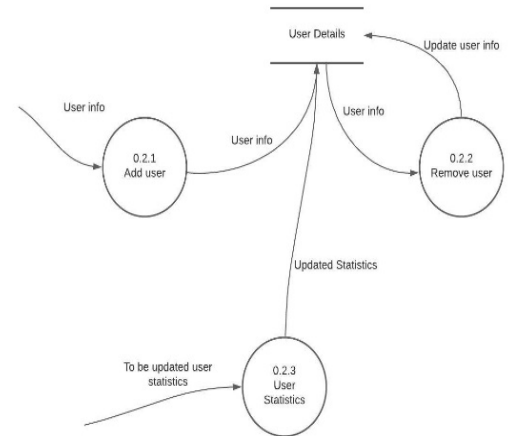 User Details
Update user info
User info
User info
User info
0.2.1
Add user
0.2.2
Remove user
Updated Statistics
To be updated user
statistics
0.2.3
User
Statistics